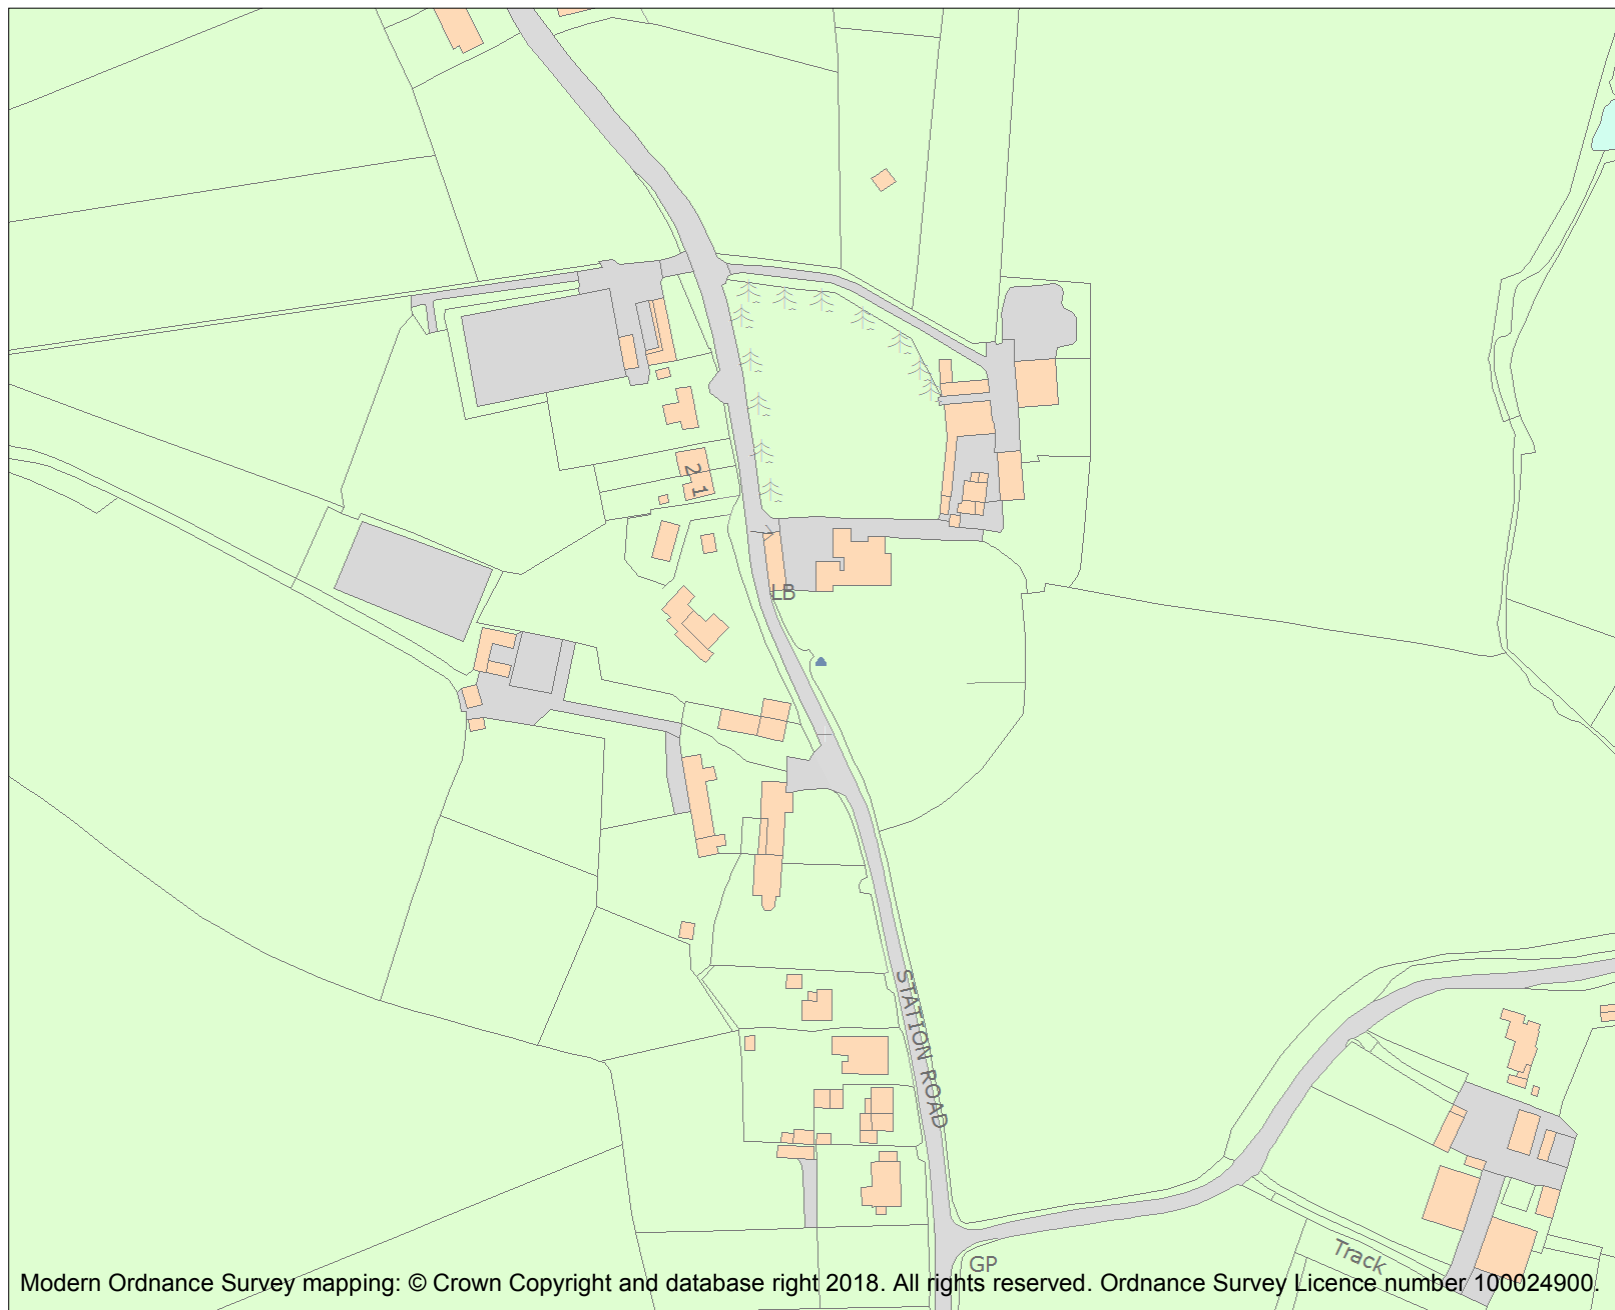 2
1
LB
STATION ROAD
GP
Track
Modern Ordnance Survey mapping: © Crown Copyright and database right 2018. All rights reserved. Ordnance Survey Licence number 100024900.